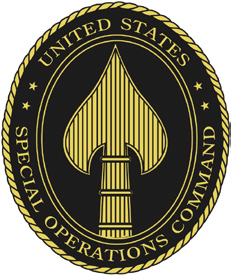 UNITED STATES
SPECIAL OPERATIONS COMMAND